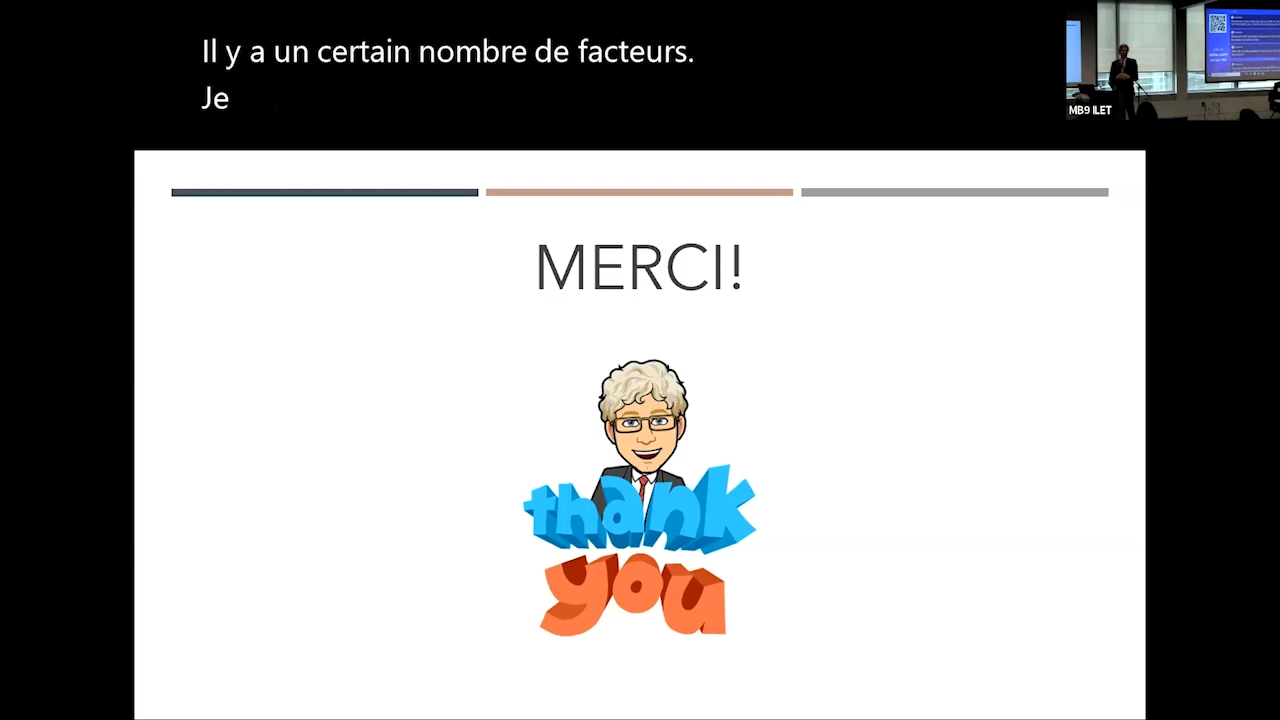 Il y a un certain nombre de facteurs.
Je
MB9 ILET
MERCI!
thank
you